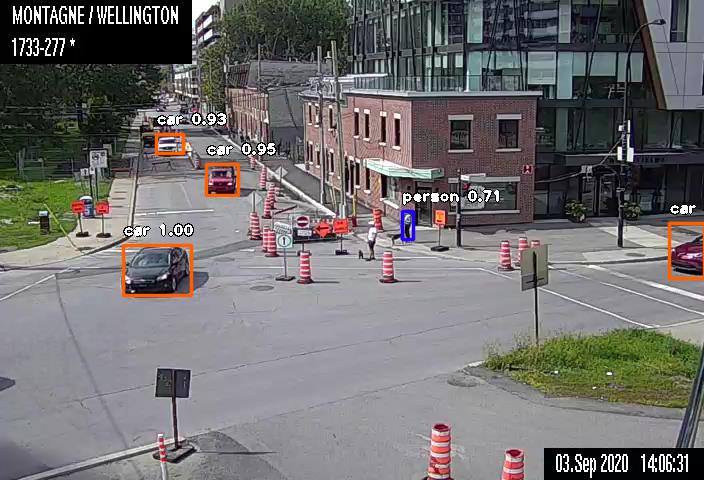 MONTAGNE / WELLINGTON
1733-277 *
car 0.93
car 0.95
person 0.71
car 1.00
car
1
03.Sep 2020 14:06:31